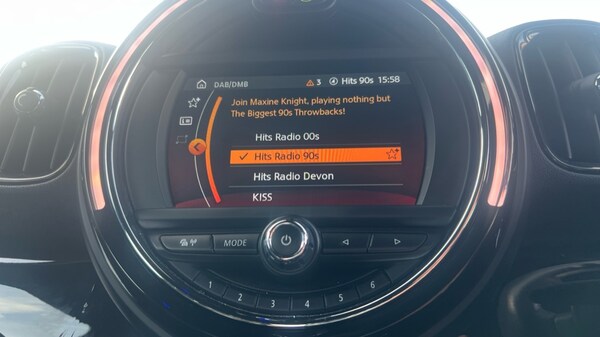 DAB/DMB
3
Hits 90s
15:58
Join Maxine Knight, playing nothing but
The Biggest 90s Throwbacks!
Hits Radio 00s
Hits Radio 90s
Hits Radio Devon
KISS
MODE
1 2 3 4 5 6